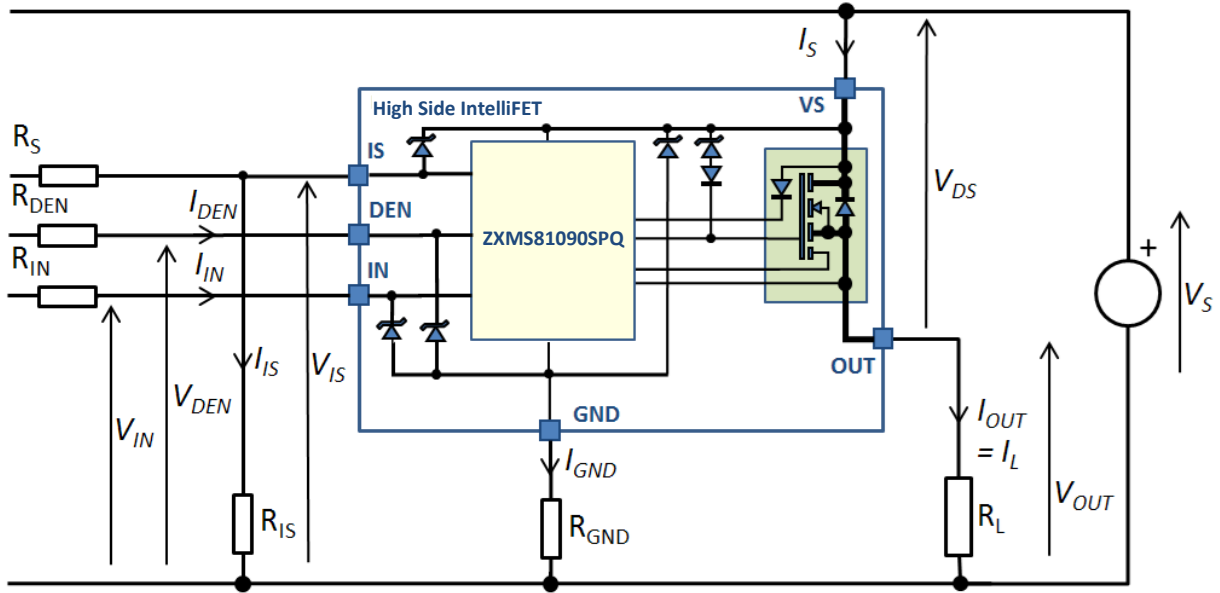 I_S
High Side IntelliFET
VS
R_S
IS
R_DEN
I_DEN
DEN
V_DS
ZXMS81090SPQ
R_IN
I_IN
IN
+
V_S
I_IS
V_IS
OUT
V_DEN
V_IN
GND
I_OUT
= I_L
I_GND
V_OUT
R_IS
R_GND
R_L